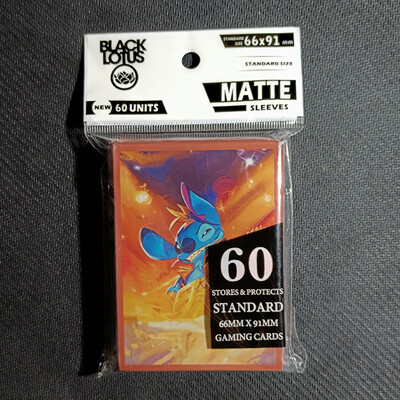 BLACK
LOTUS
STANDARD
SIZE 66x91 mm
STANDARD SIZE
NEW 60 UNITS
MATTE
SLEEVES
60
STORES & PROTECTS
STANDARD
66MM X 91MM
GAMING CARDS